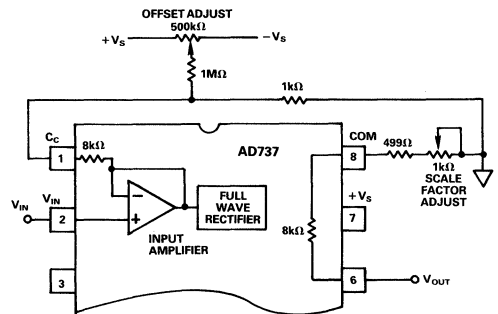 OFFSET ADJUST
500kΩ
+VS
−VS
1MΩ
1kΩ
CC
8kΩ
1
AD737
COM
8
499Ω
1kΩ
SCALE
FACTOR
ADJUST
VIN
VIN
2
−
+
INPUT
AMPLIFIER
FULL
WAVE
RECTIFIER
+VS
7
8kΩ
3
6
VOUT